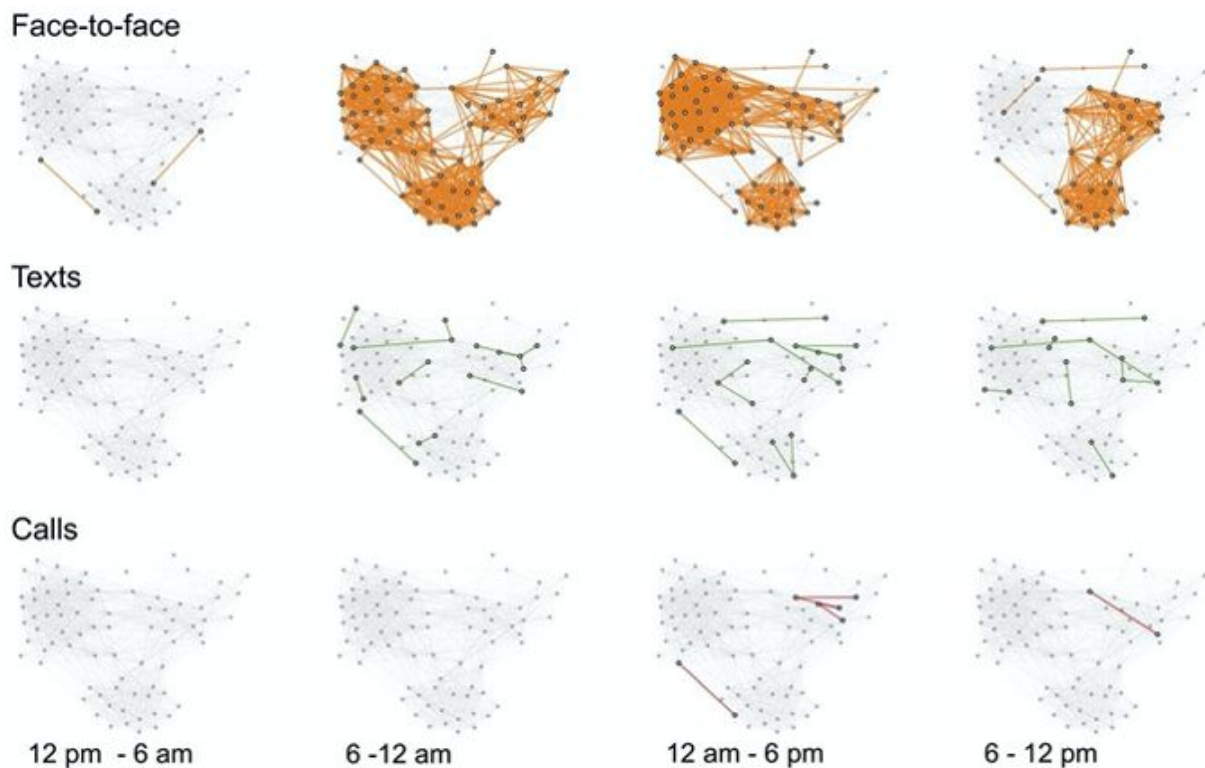 Face-to-face
Texts
Calls
12 pm - 6 am
6 -12 am
12 am - 6 pm
6 - 12 pm